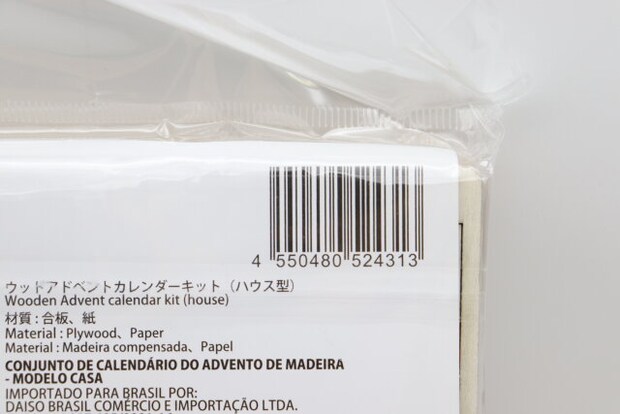 4 550480 524313
ウッドアドベントカレンダーキット（ハウス型）
Wooden Advent calendar kit (house)
材質 : 合板、紙
Material : Plywood、Paper
Material : Madeira compensada、Papel
CONJUNTO DE CALENDÁRIO DO ADVENTO DE MADEIRA
- MODELO CASA
IMPORTADO PARA BRASIL POR:
DAISO BRASIL COMÉRCIO E IMPORTAÇÃO LTDA.